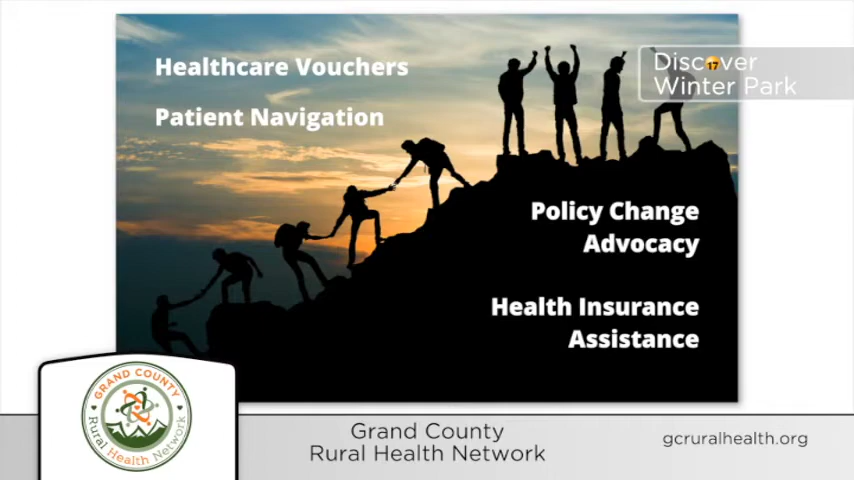 Healthcare Vouchers
Patient Navigation
Discover
17
Winter Park
Policy Change
Advocacy
Health Insurance
Assistance
GRAND COUNTY
Rural Health Network
Grand County
Rural Health Network
gcruralhealth.org